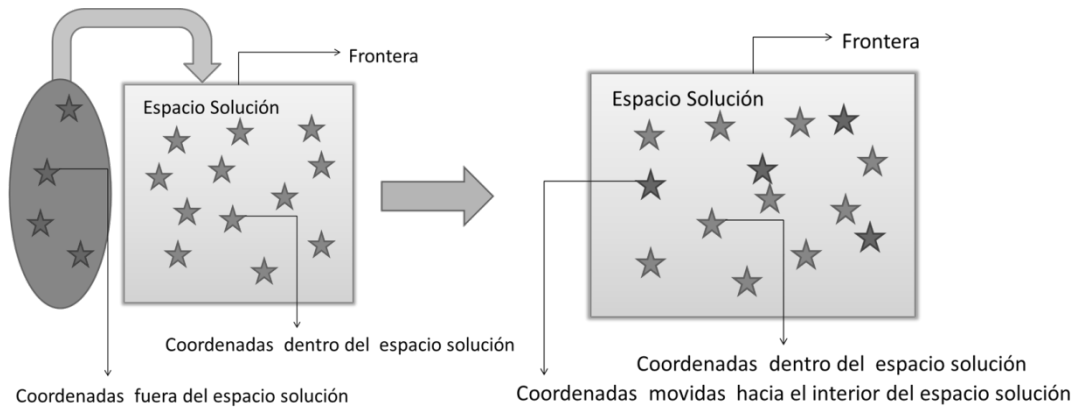 Frontera
Espacio Solución
Coordenadas dentro del espacio solución
Coordenadas fuera del espacio solución
Frontera
Espacio Solución
Coordenadas dentro del espacio solución
Coordenadas movidas hacia el interior del espacio solución